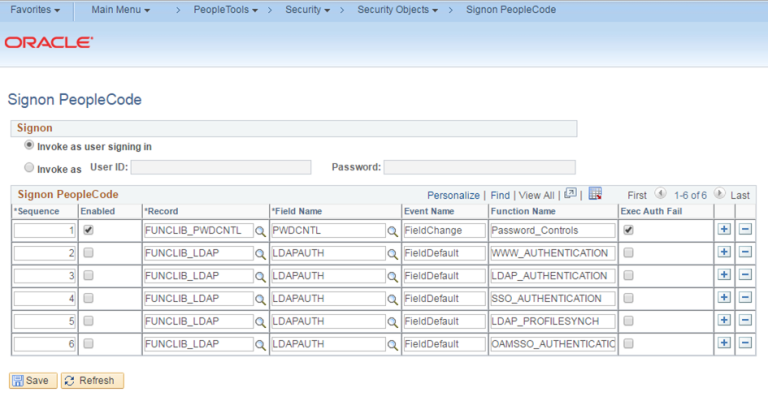 Favorites Main Menu > PeopleTools > Security > Security Objects > Signon PeopleCode
ORACLE
Signon PeopleCode
Signon
Invoke as user signing in
Invoke as User ID: Password:
Signon PeopleCode Personalize | Find | View All | | First 1-6 of 6 Last
*Sequence Enabled *Record *Field Name Event Name Function Name Exec Auth Fail
1 FUNCLIB_PWDCNTL PWDCNTL FieldChange Password_Controls
2 FUNCLIB_LDAP LDAPAUTH FieldDefault WWW_AUTHENTICATION
3 FUNCLIB_LDAP LDAPAUTH FieldDefault LDAP_AUTHENTICATION
4 FUNCLIB_LDAP LDAPAUTH FieldDefault SSO_AUTHENTICATION
5 FUNCLIB_LDAP LDAPAUTH FieldDefault LDAP_PROFILESYNCH
6 FUNCLIB_LDAP LDAPAUTH FieldDefault OAMSSO_AUTHENTICATIC
Save Refresh